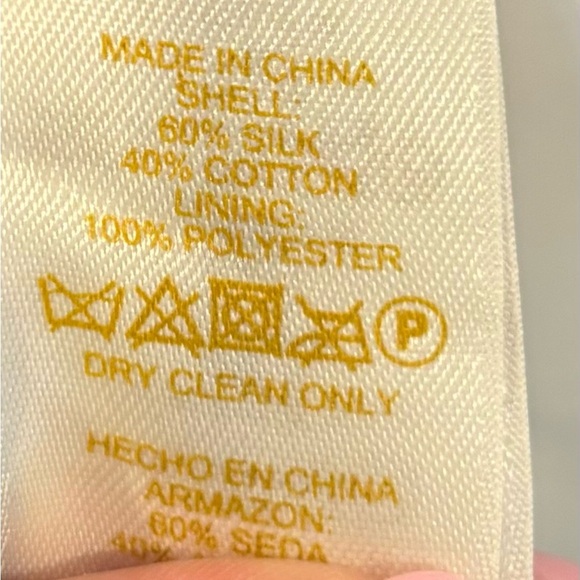 MADE IN CHINA
SHELL:
60% SILK
40% COTTON
LINING:
100% POLYESTER
P
DRY CLEAN ONLY
HECHO EN CHINA
ARMAZON:
60% SEDA
40%